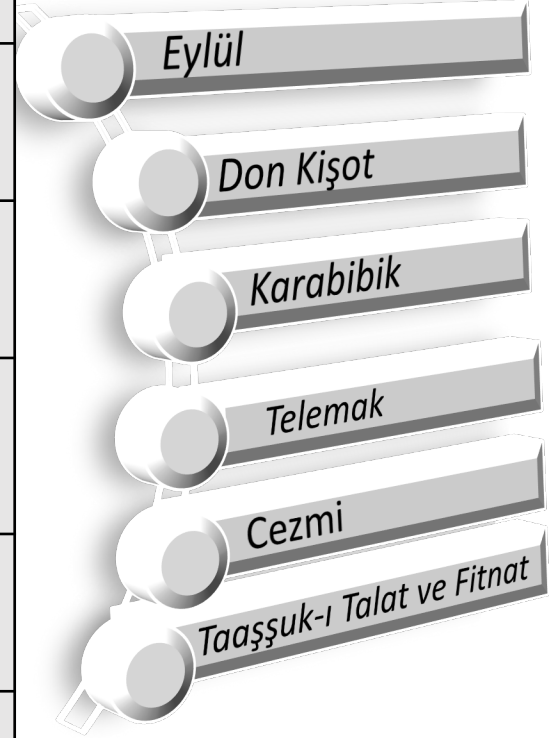 Eylül
Don Kişot
Karabibik
Telemak
Cezmi
Taaşşuk-ı Talat ve Fitnat